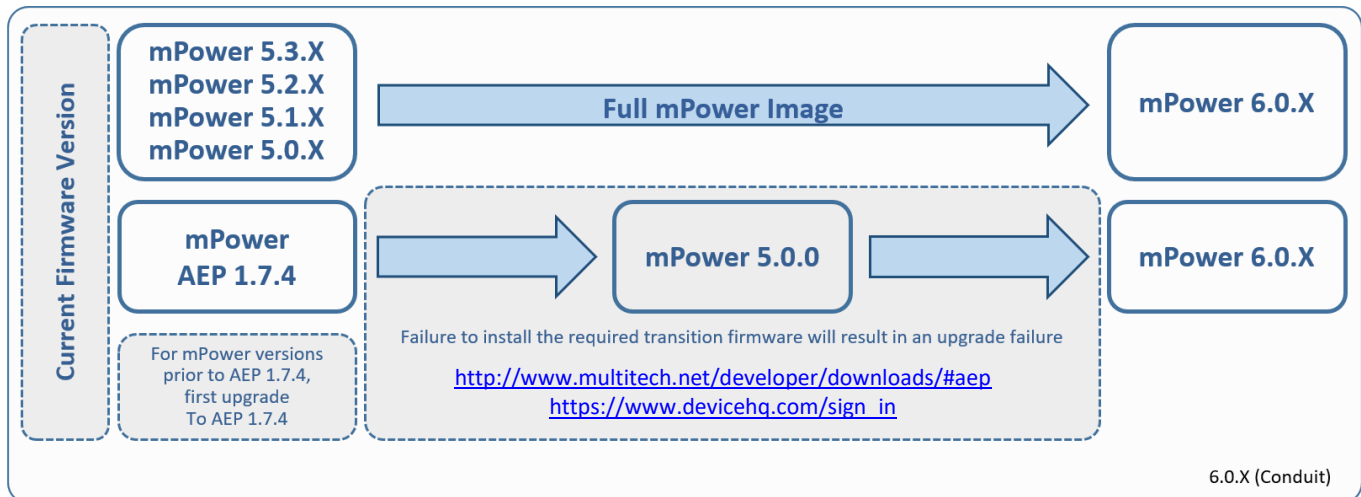 Current Firmware Version
mPower 5.3.X
mPower 5.2.X
mPower 5.1.X
mPower 5.0.X
Full mPower Image
mPower 6.0.X
mPower
AEP 1.7.4
mPower 5.0.0
mPower 6.0.X
For mPower versions
prior to AEP 1.7.4,
first upgrade
To AEP 1.7.4
Failure to install the required transition firmware will result in an upgrade failure
http://www.multitech.net/developer/downloads/#aep
https://www.devicehq.com/sign_in
6.0.X (Conduit)